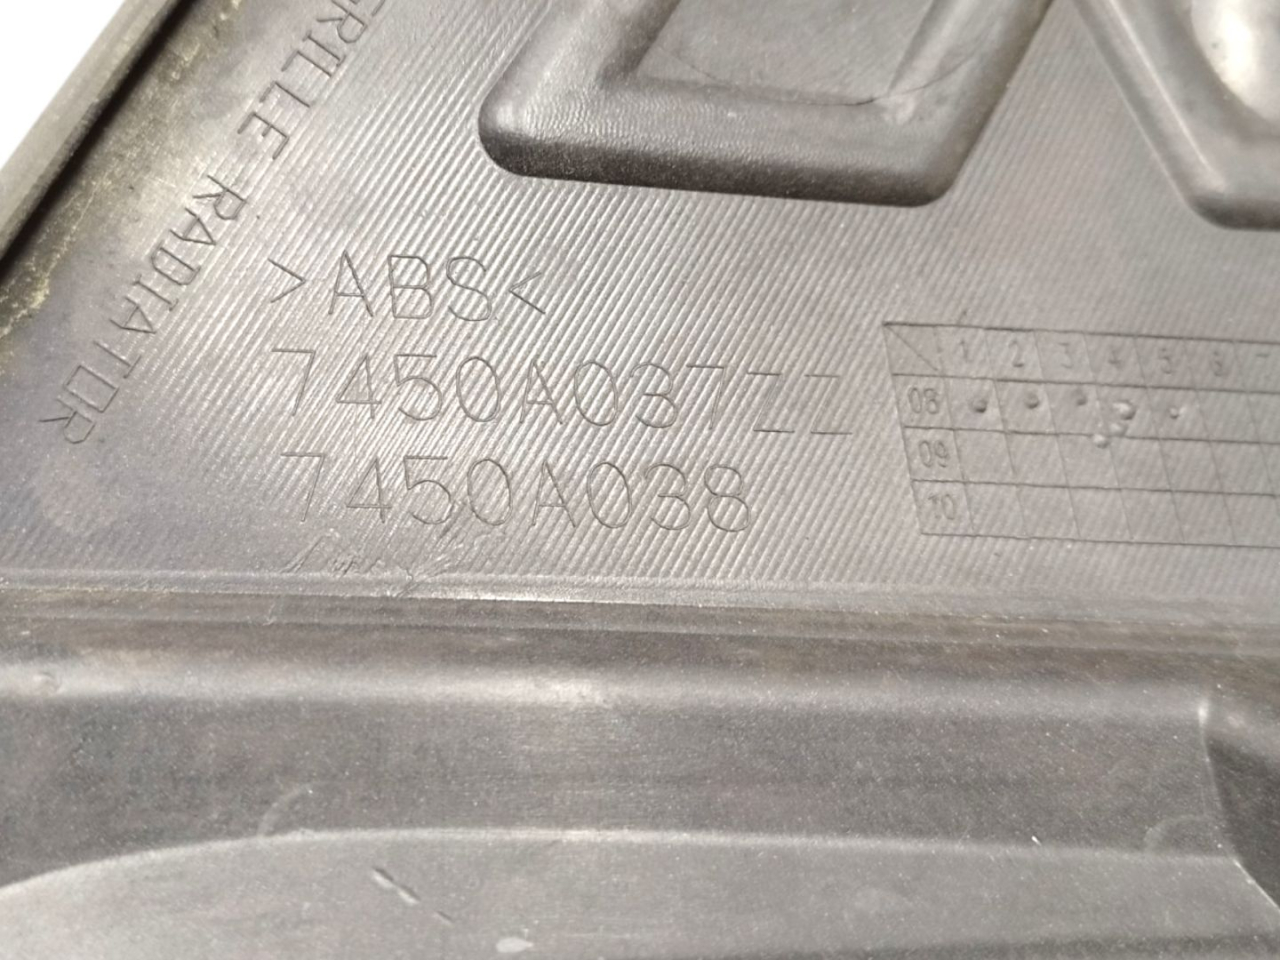 GRILLE RADIATOR
>ABS<
7450A037ZZ
7450A038
1 2 3 4 5 6 7
08
09
10